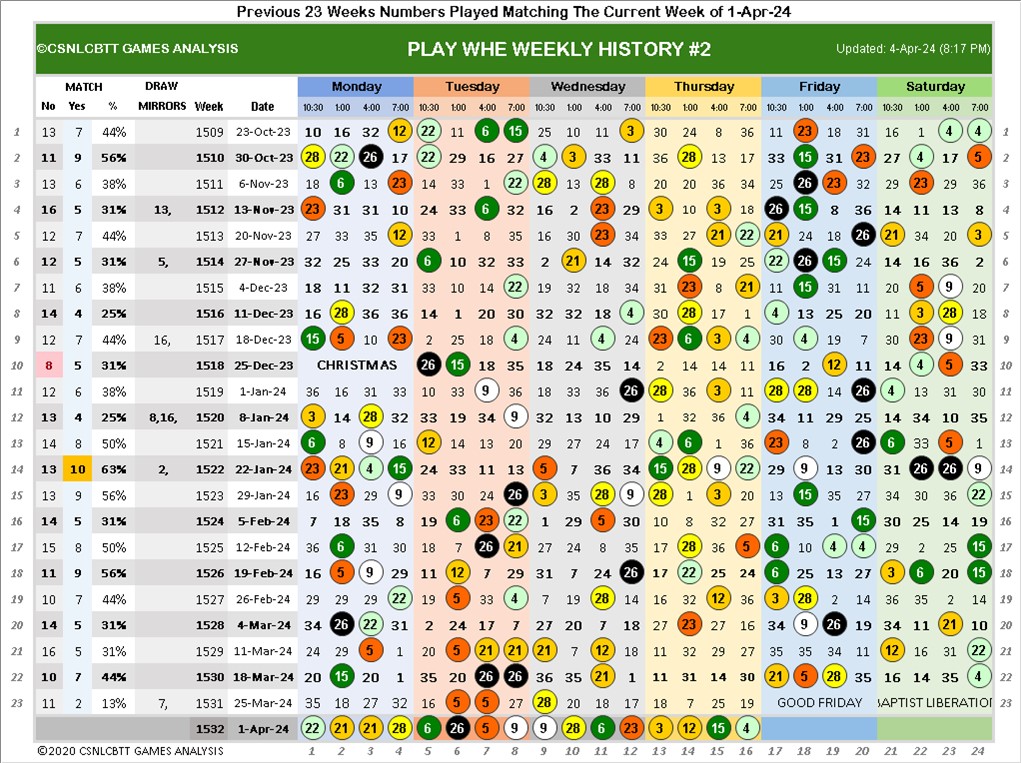 Previous 23 Weeks Numbers Played Matching The Current Week of 1-Apr-24
©CSNLCBTT GAMES ANALYSIS PLAY WHE WEEKLY HISTORY #2 Updated: 4-Apr-24 (8:17 PM)
MATCH DRAW Monday Tuesday Wednesday Thursday Friday Saturday
No Yes % MIRRORS Week Date 10:30 1:00 4:00 7:00 10:30 1:00 4:00 7:00 10:30 1:00 4:00 7:00 10:30 1:00 4:00 7:00 10:30 1:00 4:00 7:00 10:30 1:00 4:00 7:00
1 13 7 44% 1509 23-Oct-23 10 16 32 12 22 11 6 15 25 10 11 3 30 24 8 36 11 23 18 31 16 1 4 4 1
2 11 9 56% 1510 30-Oct-23 28 22 26 17 22 29 16 27 4 3 33 11 36 28 13 17 33 15 31 23 27 4 17 5 2
3 13 6 38% 1511 6-Nov-23 18 6 13 23 14 33 1 22 28 13 28 8 20 20 36 34 25 26 23 32 22 23 29 36 3
4 16 5 31% 13, 1512 13-Nov-23 23 31 31 10 24 33 6 32 16 2 23 29 3 10 3 18 26 15 8 36 14 11 13 8 4
5 12 7 44% 1513 20-Nov-23 27 33 35 12 33 1 8 35 16 30 23 34 33 27 15 22 21 24 18 26 21 34 20 3 5
6 12 5 31% 5, 1514 27-Nov-23 32 25 33 20 6 10 32 33 2 21 14 32 24 15 19 25 22 26 15 24 14 16 36 2 6
7 11 6 38% 1515 4-Dec-23 18 11 32 31 33 10 14 22 19 7 18 34 31 23 8 21 11 15 31 11 20 5 9 20 7
8 14 4 25% 1516 11-Dec-23 16 28 36 36 14 1 20 30 32 32 18 4 34 28 17 1 4 13 25 20 11 3 28 29 8
9 12 7 44% 16, 1517 18-Dec-23 15 5 10 23 2 25 18 4 24 11 4 24 23 6 3 4 30 4 19 7 32 23 9 31 9
10 8 5 31% 1518 25-Dec-23 CHRISTMAS 26 15 18 35 18 24 35 14 2 14 14 11 16 2 12 11 14 4 5 33 10
11 12 6 38% 1519 1-Jan-24 36 16 31 33 10 33 9 36 18 33 36 26 28 35 3 11 28 28 14 26 4 13 31 30 11
12 13 4 25% 8,16, 1520 8-Jan-24 3 14 28 32 33 19 34 9 32 13 10 29 1 32 36 4 34 11 29 25 14 34 10 35 12
13 14 8 50% 1521 15-Jan-24 6 8 9 16 12 14 13 20 29 27 24 17 4 6 1 36 23 8 2 26 6 33 5 1 13
14 13 10 63% 2, 1522 22-Jan-24 23 21 4 15 24 33 11 13 5 7 36 34 15 28 9 22 29 9 13 30 31 26 26 9 14
15 13 9 56% 1523 29-Jan-24 16 23 29 9 33 30 24 26 3 35 28 9 28 1 3 20 13 15 18 27 34 30 36 22 15
16 14 5 31% 1524 5-Feb-24 7 18 35 8 19 6 23 22 1 29 5 30 10 8 32 27 31 35 1 15 30 25 14 19 16
17 15 8 50% 1525 12-Feb-24 36 6 31 30 18 7 26 21 27 24 8 35 17 28 36 5 6 10 4 4 29 2 25 15 17
18 11 9 56% 1526 19-Feb-24 16 5 9 29 11 12 7 29 31 7 24 26 17 22 25 24 6 25 13 27 3 6 20 15 18
19 10 7 44% 1527 26-Feb-24 29 29 29 22 19 5 33 4 7 19 28 14 16 32 12 36 3 28 2 14 36 35 2 14 19
20 14 5 31% 1528 4-Mar-24 34 26 22 31 2 24 17 7 20 7 18 27 23 16 14 34 9 26 19 34 11 21 10 20
21 16 5 31% 1529 11-Mar-24 24 29 5 1 20 5 21 21 21 7 12 18 11 32 29 27 35 35 34 11 12 16 31 22 21
22 10 7 44% 1530 18-Mar-24 20 15 20 1 35 20 26 26 35 35 21 1 11 31 14 30 21 5 28 35 16 14 35 4 22
23 11 2 13% 7, 1531 25-Mar-24 35 18 27 32 16 5 5 27 28 20 18 18 18 7 25 19 GOOD FRIDAY BAPTIST LIBERATION 23
1532 1-Apr-24 22 21 21 28 6 26 5 9 9 5 6 23 3 12 15 4
©2020 CSNLCBTT GAMES ANALYSIS 1 2 3 4 5 6 7 8 9 10 11 12 13 14 15 16 17 18 19 20 21 22 23 24